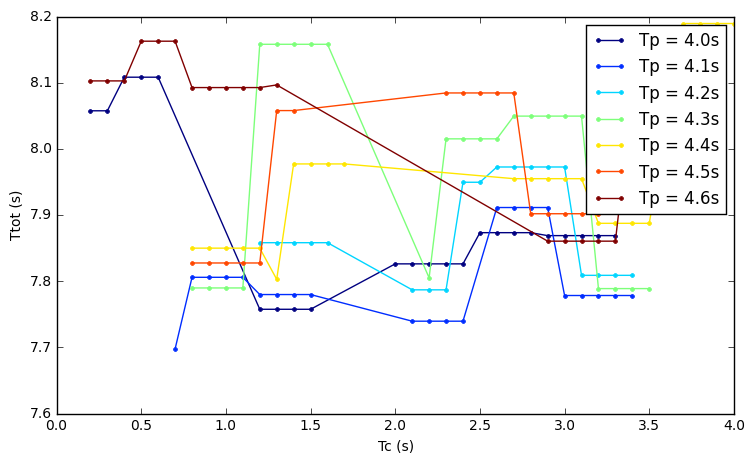 8.2
8.1
8.0
7.9
7.8
7.7
7.6
Ttot (s)
0.0 0.5 1.0 1.5 2.0 2.5 3.0 3.5 4.0
Tc (s)
Tp = 4.0s
Tp = 4.1s
Tp = 4.2s
Tp = 4.3s
Tp = 4.4s
Tp = 4.5s
Tp = 4.6s